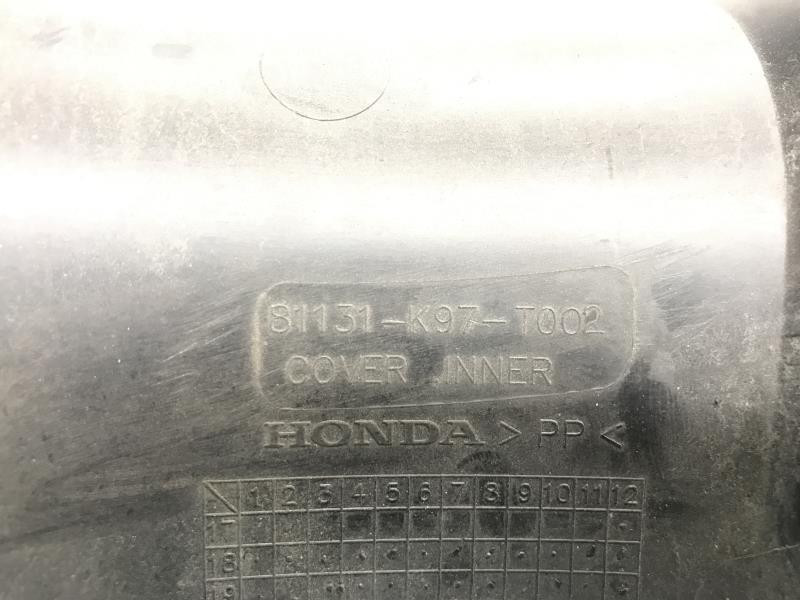 81131-K97-T002
COVER INNER
HONDA >PP<
1 2 3 4 5 6 7 8 9 10 11 12
17
18